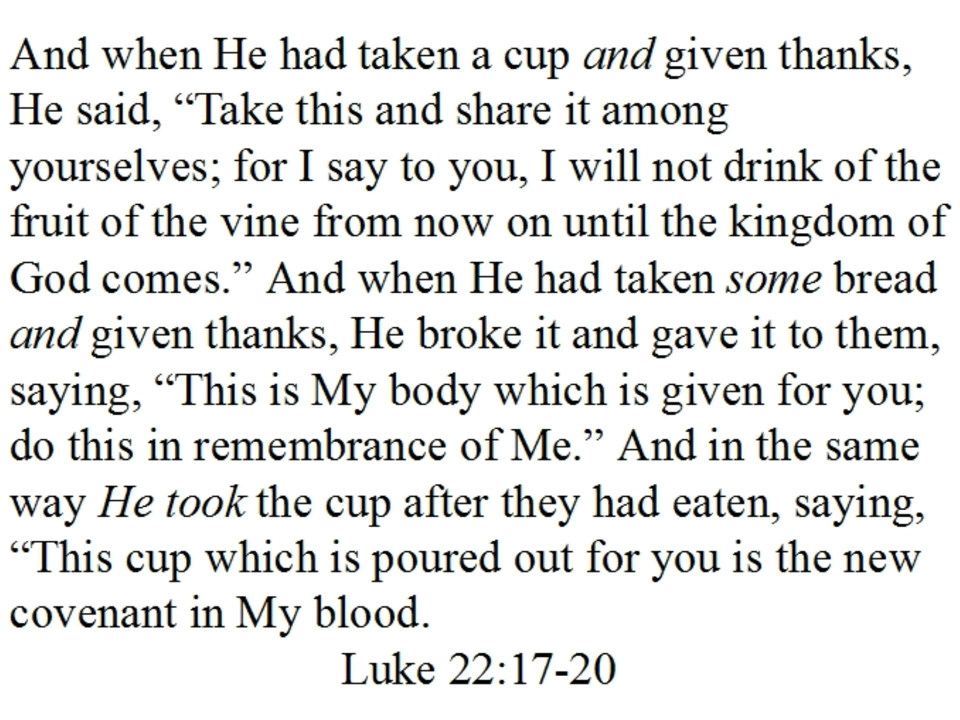 And when He had taken a cup and given thanks,
He said, “Take this and share it among
yourselves; for I say to you, I will not drink of the
fruit of the vine from now on until the kingdom of
God comes.” And when He had taken some bread
and given thanks, He broke it and gave it to them,
saying, “This is My body which is given for you;
do this in remembrance of Me.” And in the same
way He took the cup after they had eaten, saying,
“This cup which is poured out for you is the new
covenant in My blood.
Luke 22:17-20